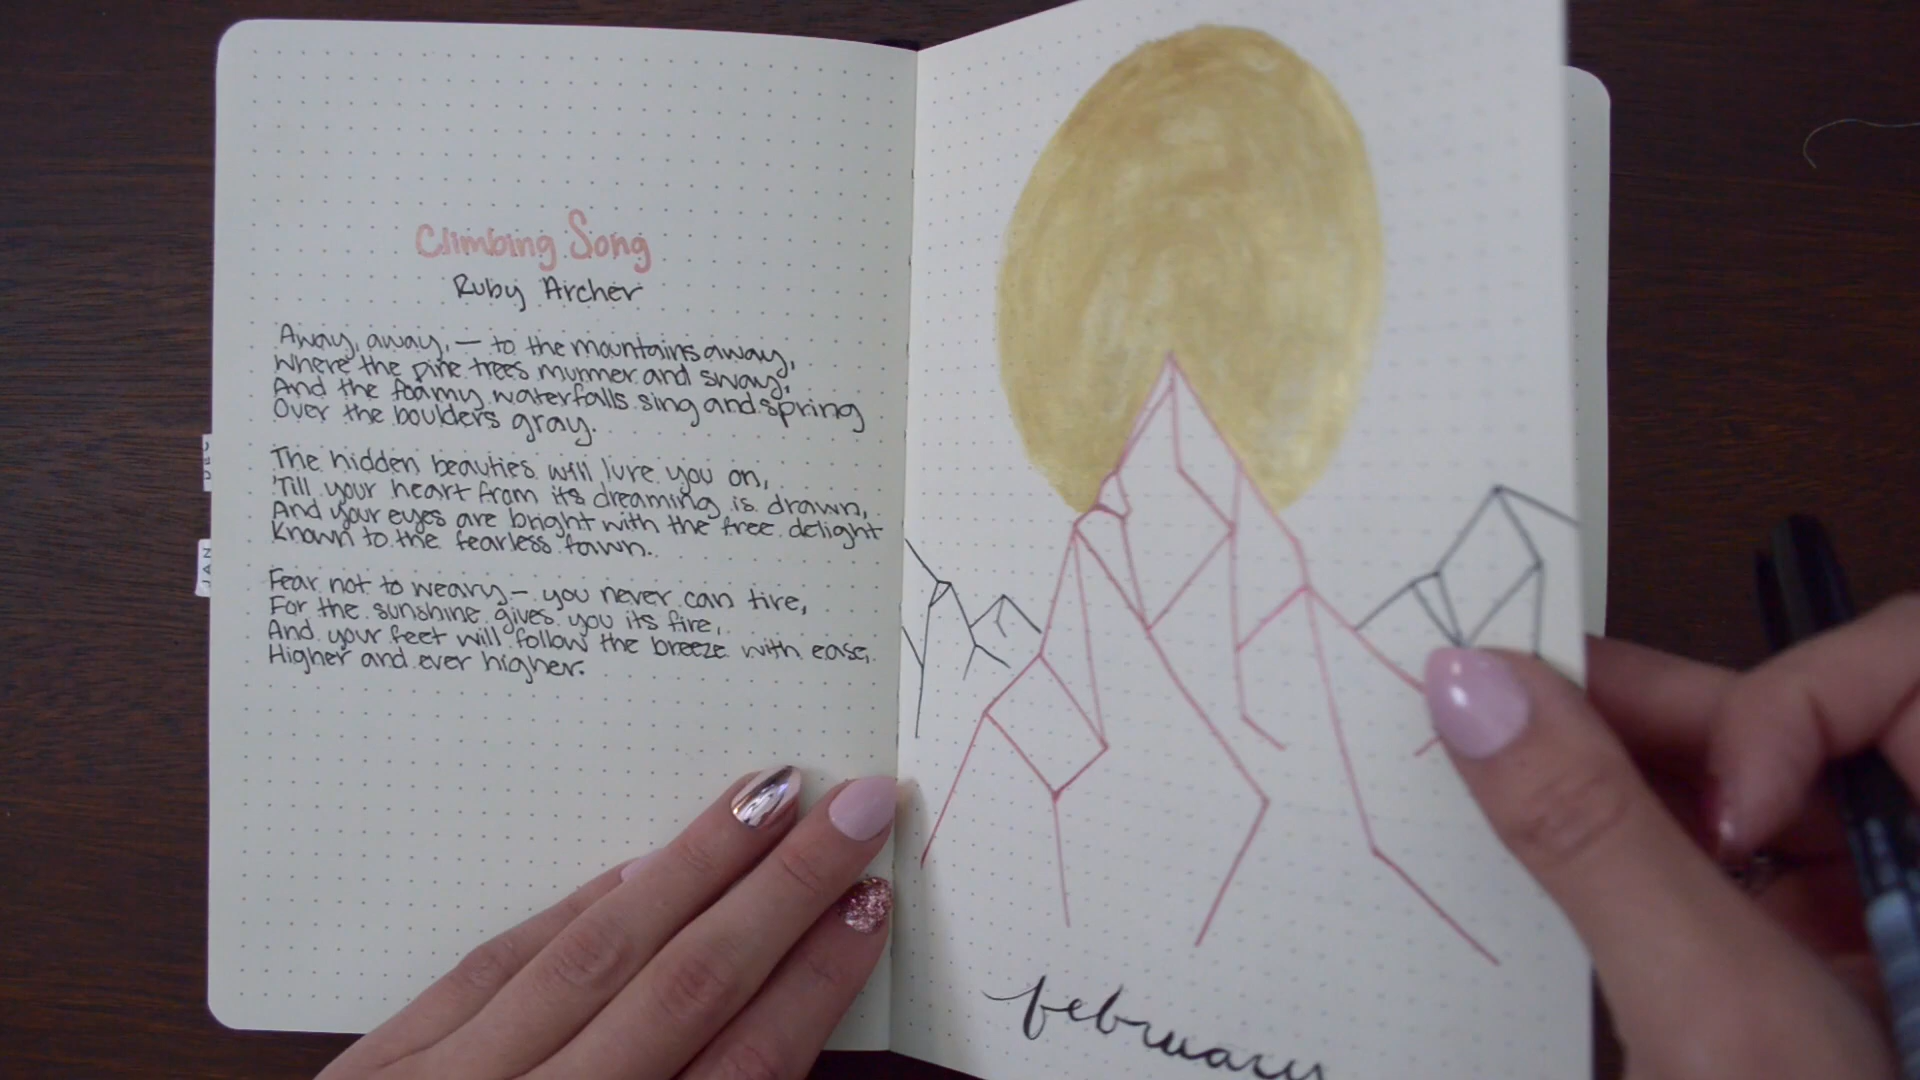 Climbing Song
Ruby Archer
Away, away, — to the mountains away,
Where the pine trees murmer and sway,
And the foamy waterfalls sing and spring
Over the boulders gray.
The hidden beauties will lure you on,
'Till your heart from its dreaming is drawn,
And your eyes are bright with the free delight
Known to the fearless fawn.
Fear not to weary — you never can tire,
For the sunshine gives you its fire,
And your feet will follow the breeze with ease,
Higher and ever higher.
DEC
JAN
february